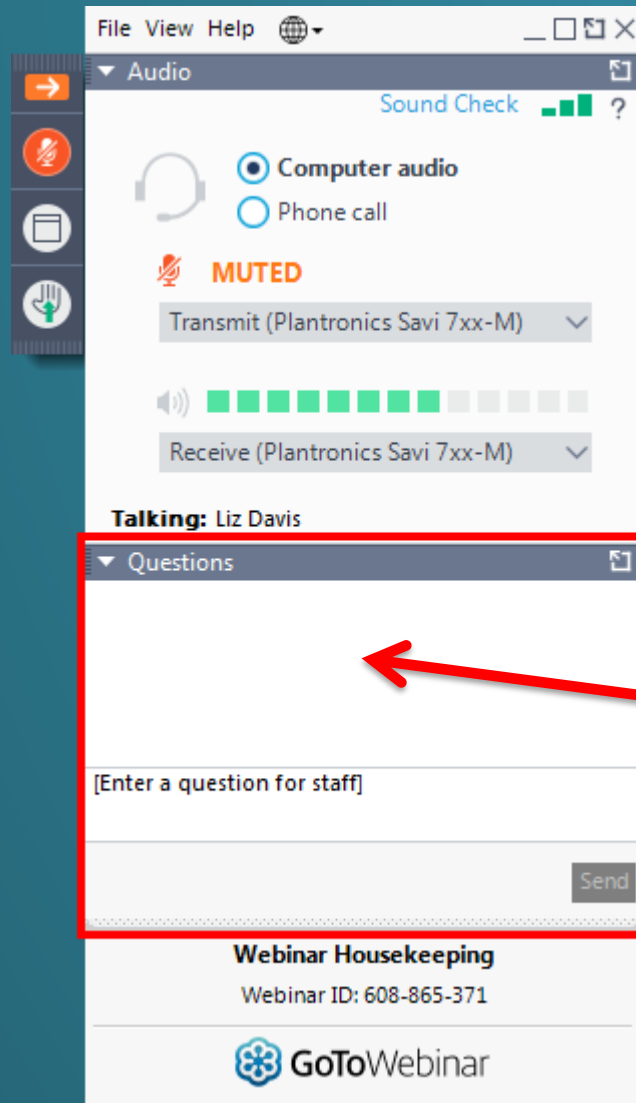 File View Help
Audio
Sound Check ?
Computer audio
Phone call
MUTED
Transmit (Plantronics Savi 7xx-M)
Receive (Plantronics Savi 7xx-M)
Talking: Liz Davis
Questions
[Enter a question for staff]
Send
Webinar Housekeeping
Webinar ID: 608-865-371
GoToWebinar